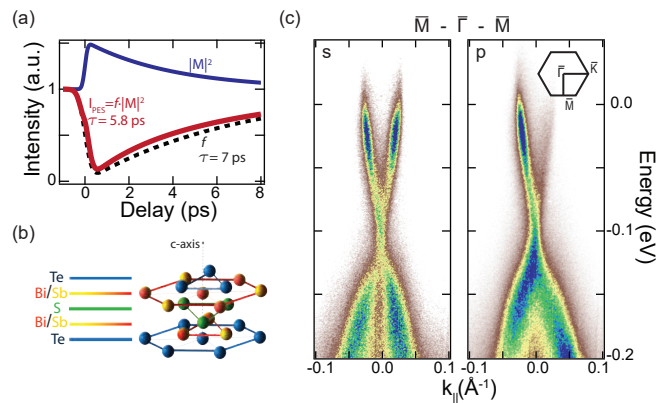 (a)
Intensity (a.u.)
1
0
|M|²
I_PES=f·|M|²
τ = 5.8 ps
f
τ = 7 ps
0 2 4 6 8
Delay (ps)
(b)
c-axis
Te
Bi/Sb
S
Bi/Sb
Te
(c)
M̅ - Γ̅ - M̅
s
p
Γ̅
K̅
M̅
0.0
-0.1
-0.2
Energy (eV)
-0.1 0.0 0.1
-0.1 0.0 0.1
k|| (Å⁻¹)